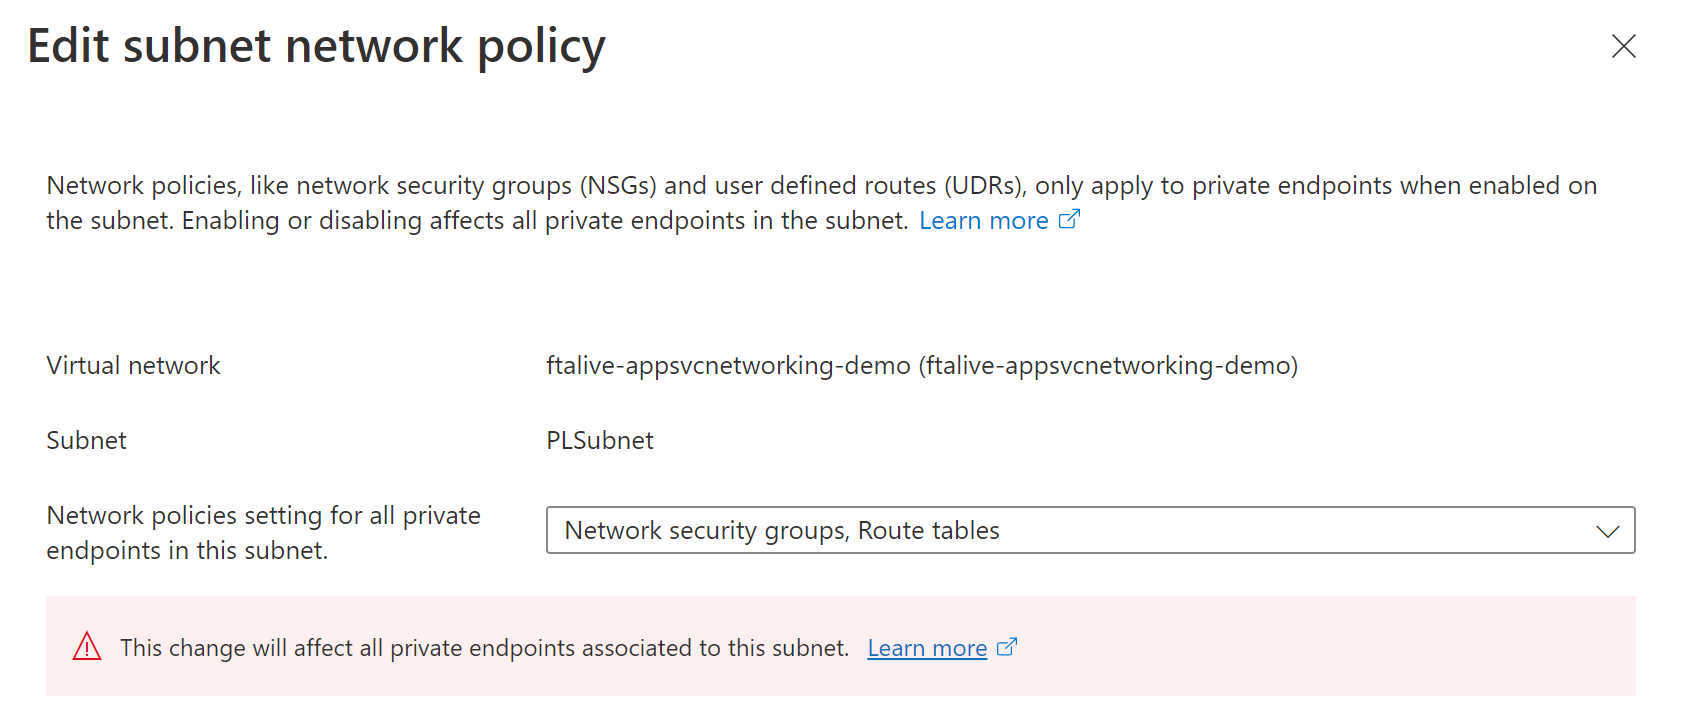 Edit subnet network policy
Network policies, like network security groups (NSGs) and user defined routes (UDRs), only apply to private endpoints when enabled on
the subnet. Enabling or disabling affects all private endpoints in the subnet. Learn more
Virtual network
ftalive-appsvcnetworking-demo (ftalive-appsvcnetworking-demo)
Subnet
PLSubnet
Network policies setting for all private
endpoints in this subnet.
Network security groups, Route tables
This change will affect all private endpoints associated to this subnet. Learn more